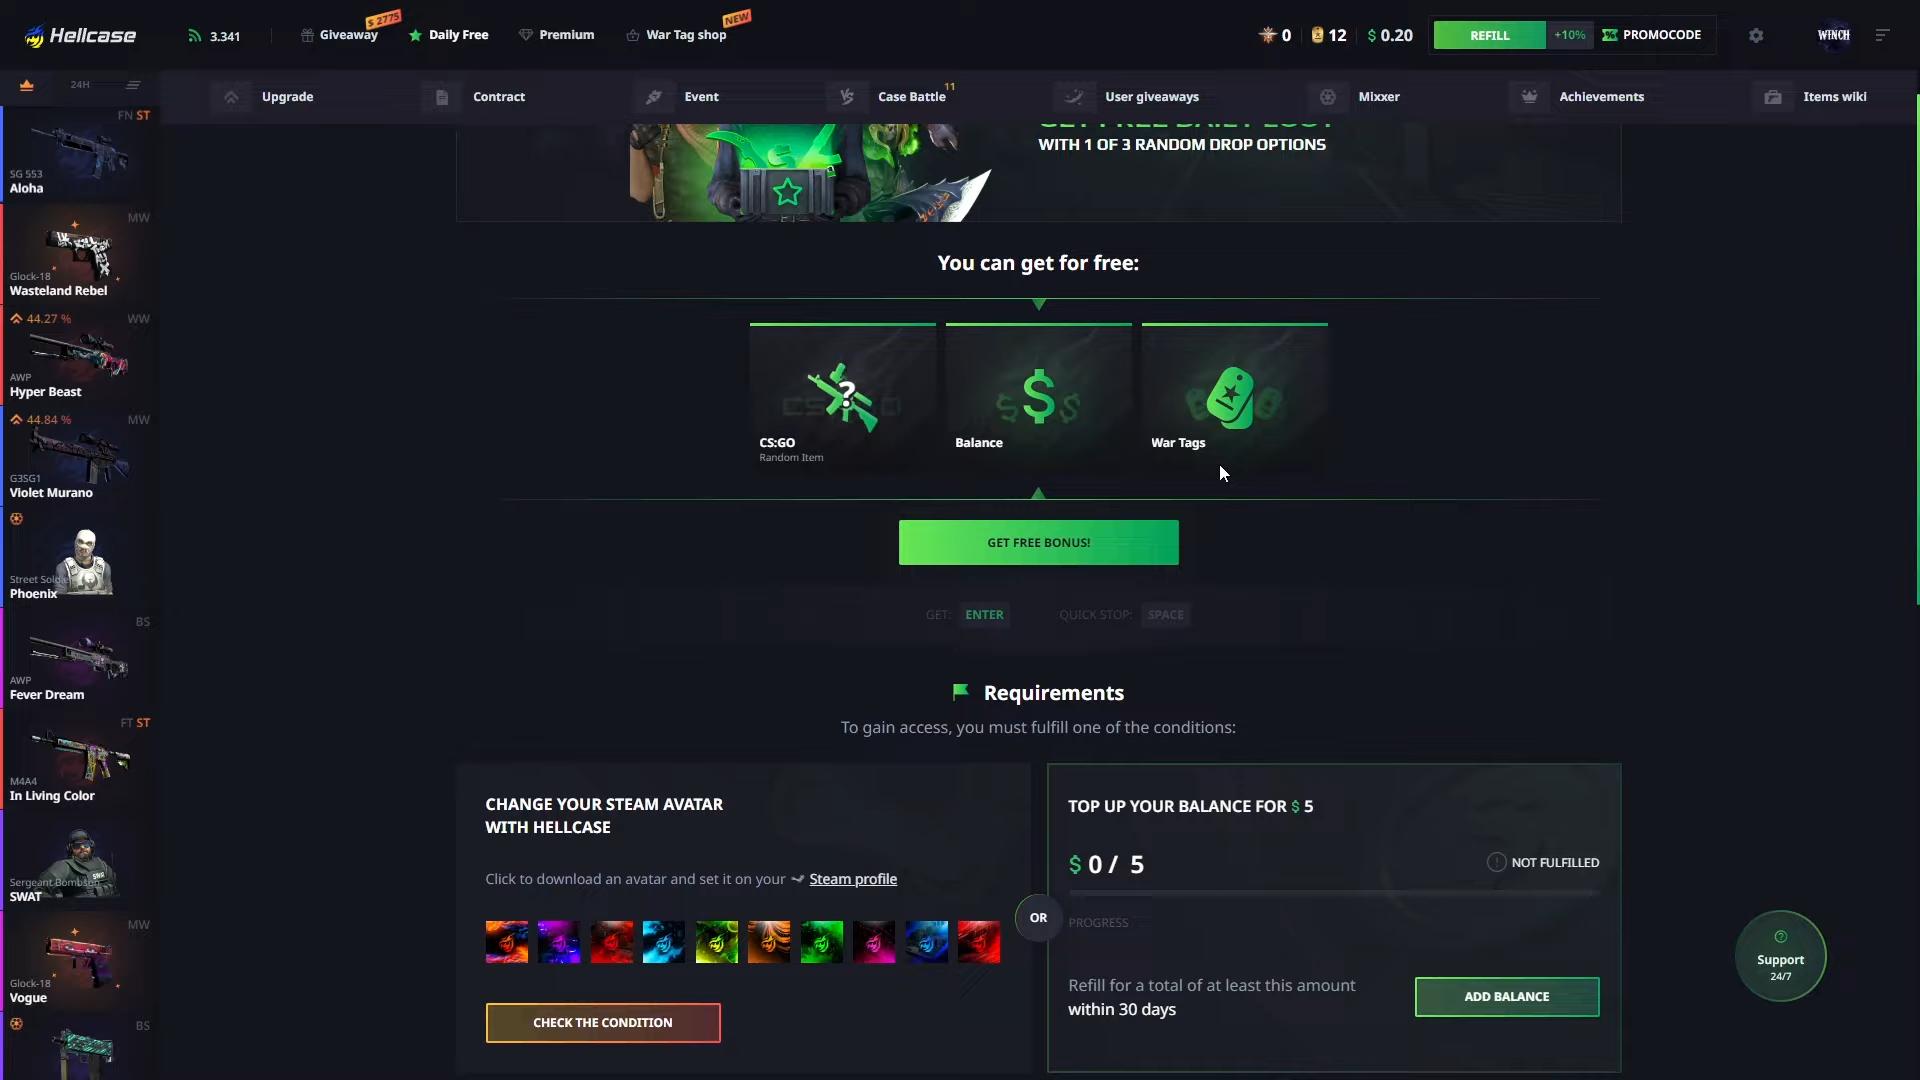 Hellcase
3.341
Giveaway
$ 2775
Daily Free
Premium
War Tag shop
NEW
0
12
$ 0.20
REFILL
+10%
PROMOCODE
WINCH
24H
Upgrade
Contract
Event
Case Battle
11
User giveaways
Mixxer
Achievements
Items wiki
FN ST
SG 553
Aloha
MW
Glock-18
Wasteland Rebel
44.27 %
WW
AWP
Hyper Beast
44.84 %
MW
G3SG1
Violet Murano
Street Soldier
Phoenix
BS
AWP
Fever Dream
FT ST
M4A4
In Living Color
Sergeant Bombson
SWAT
MW
Glock-18
Vogue
BS
GET FREE DAILY LOOT
WITH 1 OF 3 RANDOM DROP OPTIONS
You can get for free:
CS:GO
Random Item
Balance
War Tags
GET FREE BONUS!
GET: ENTER
QUICK STOP: SPACE
Requirements
To gain access, you must fulfill one of the conditions:
CHANGE YOUR STEAM AVATAR
WITH HELLCASE
Click to download an avatar and set it on your Steam profile
CHECK THE CONDITION
OR
TOP UP YOUR BALANCE FOR $ 5
$ 0 / 5
NOT FULFILLED
PROGRESS
Refill for a total of at least this amount
within 30 days
ADD BALANCE
Support
24/7